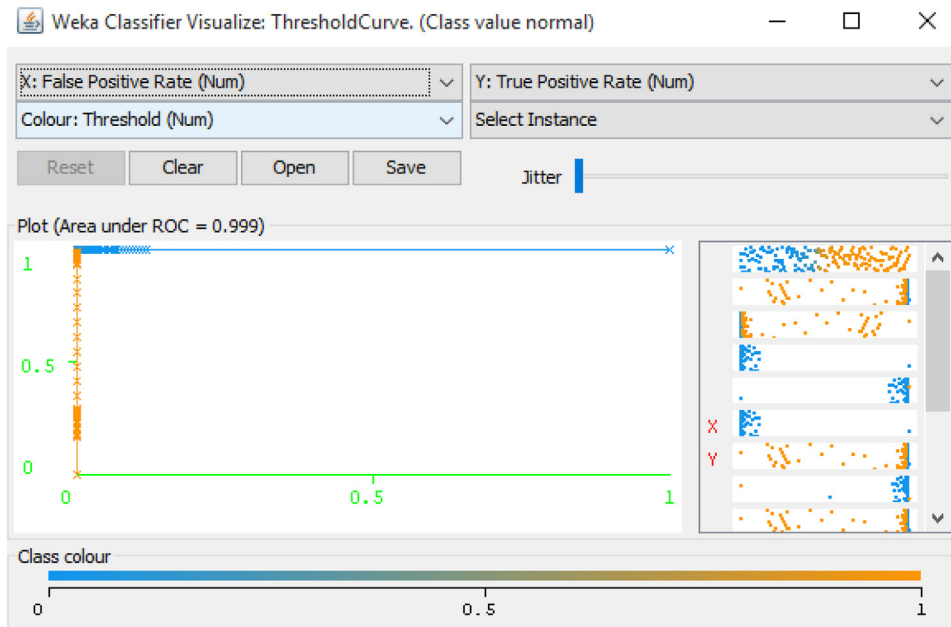 Weka Classifier Visualize: ThresholdCurve. (Class value normal)
X: False Positive Rate (Num)
Y: True Positive Rate (Num)
Colour: Threshold (Num)
Select Instance
Reset
Clear
Open
Save
Jitter
Plot (Area under ROC = 0.999)
1
0.5
0
0
0.5
1
X
Y
Class colour
0
0.5
1